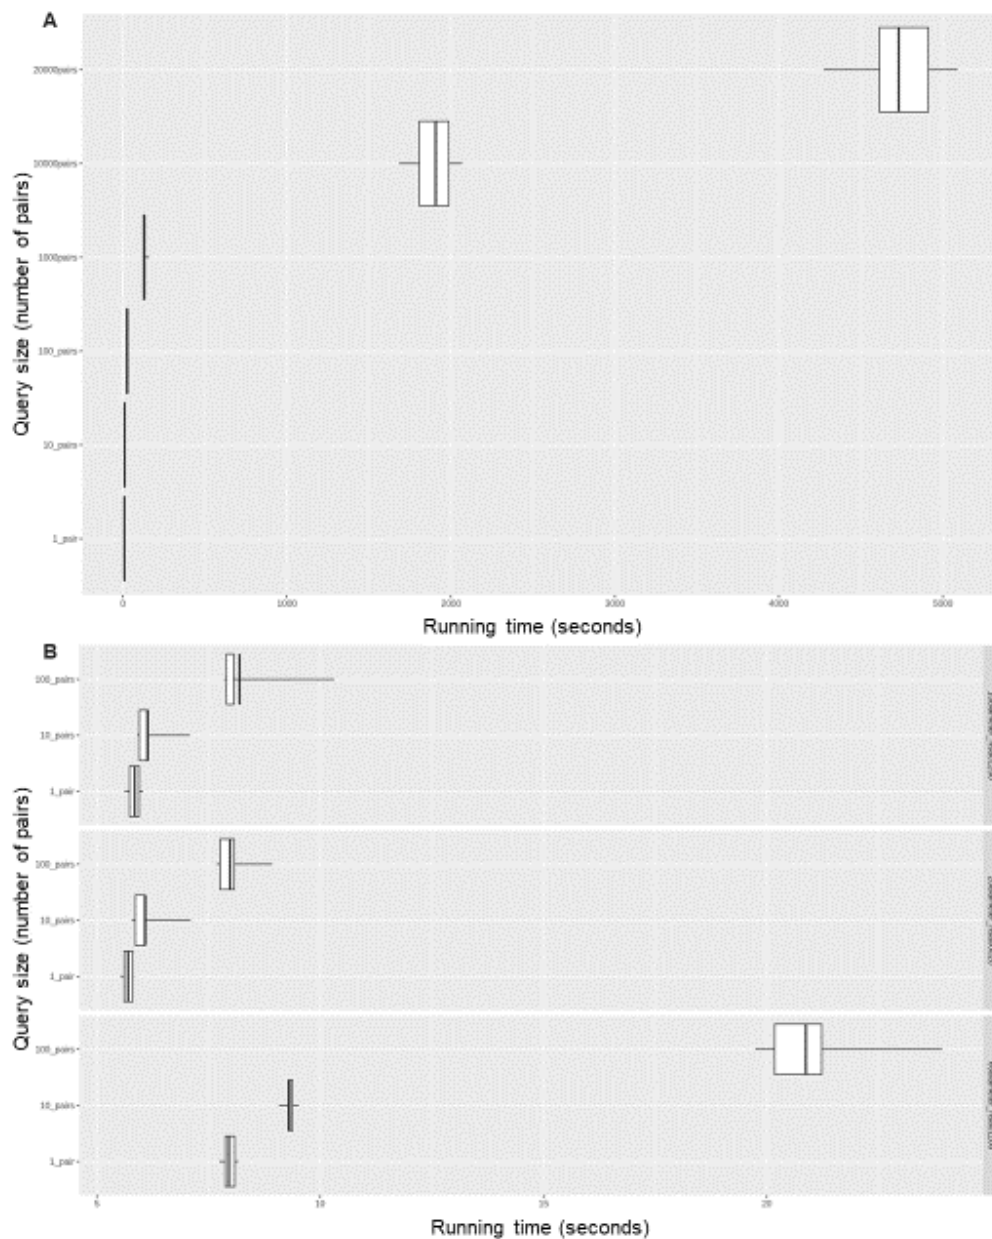 A
20000pairs
10000pairs
1000pairs
100_pairs
10_pairs
1_pair
Query size (number of pairs)
0 1000 2000 3000 4000 5000
Running time (seconds)
B
100_pairs
10_pairs
1_pair
100_pairs
10_pairs
1_pair
100_pairs
10_pairs
1_pair
Query size (number of pairs)
5 10 15 20
Running time (seconds)